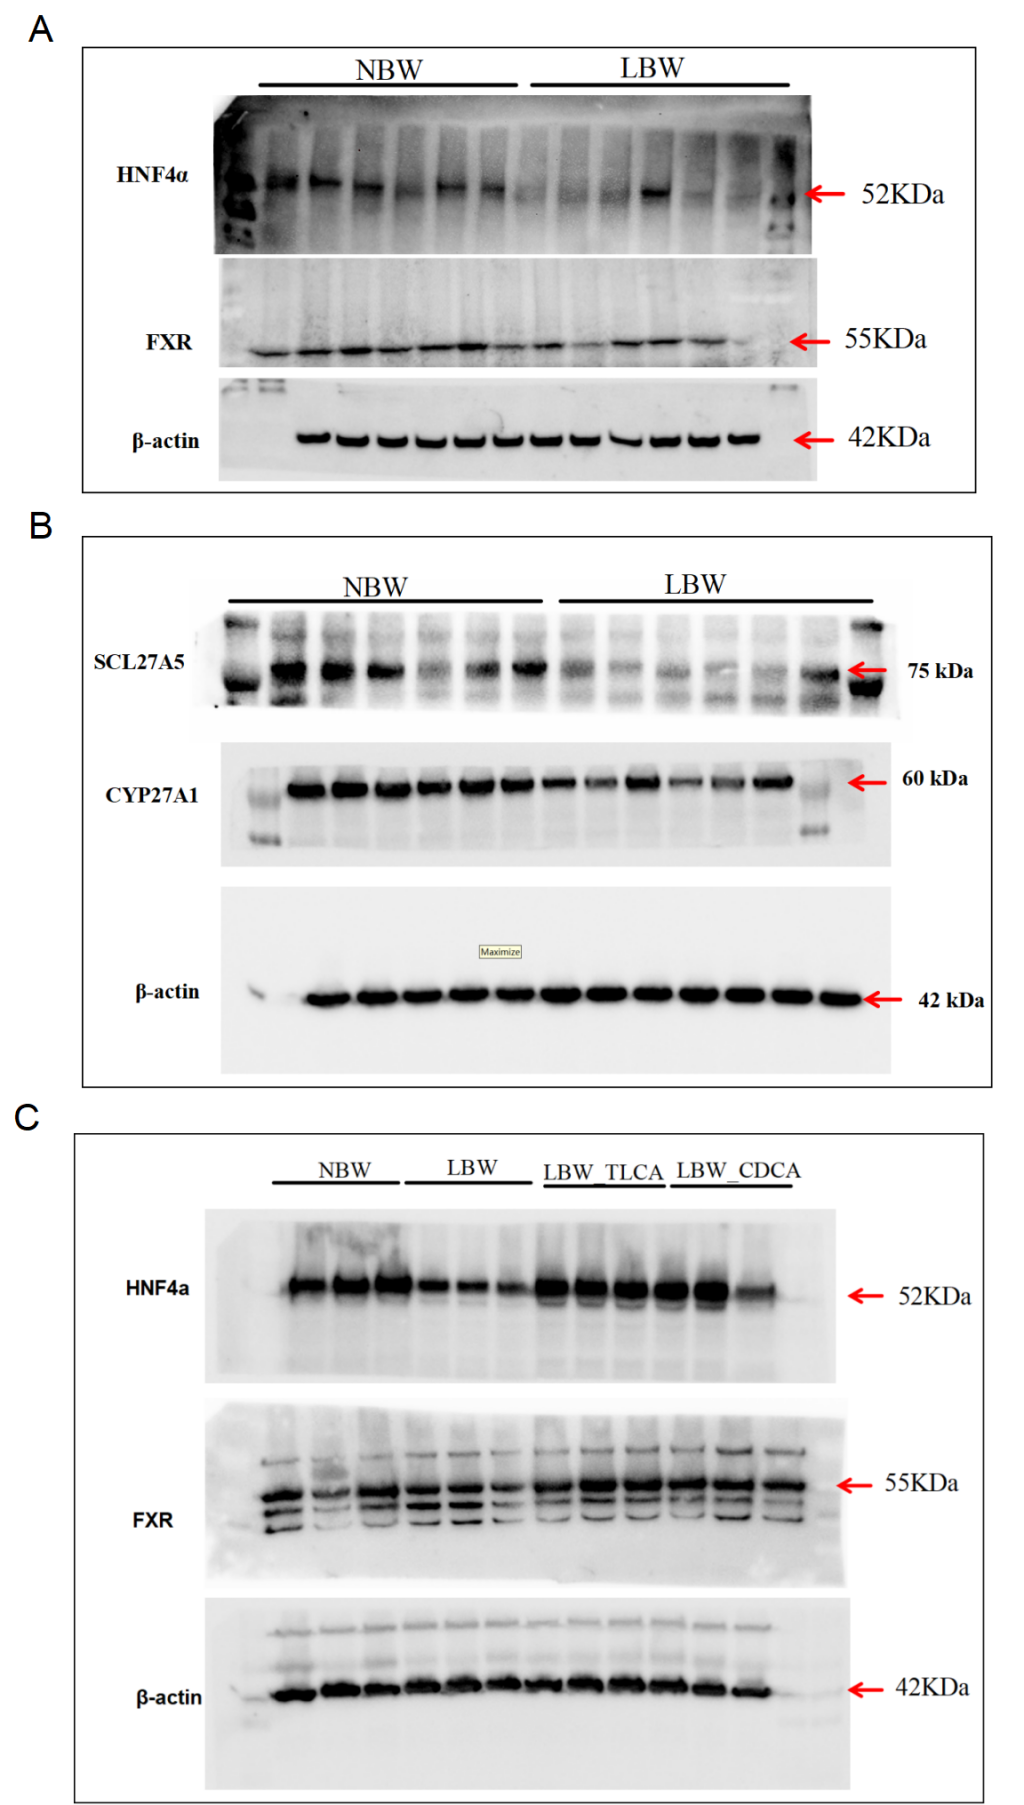 A
NBW LBW
HNF4α 52KDa
FXR 55KDa
β-actin 42KDa
B
NBW LBW
SCL27A5 75 kDa
CYP27A1 60 kDa
Maximize
β-actin 42 kDa
C
NBW LBW LBW_TLCA LBW_CDCA
HNF4a 52KDa
FXR 55KDa
β-actin 42KDa